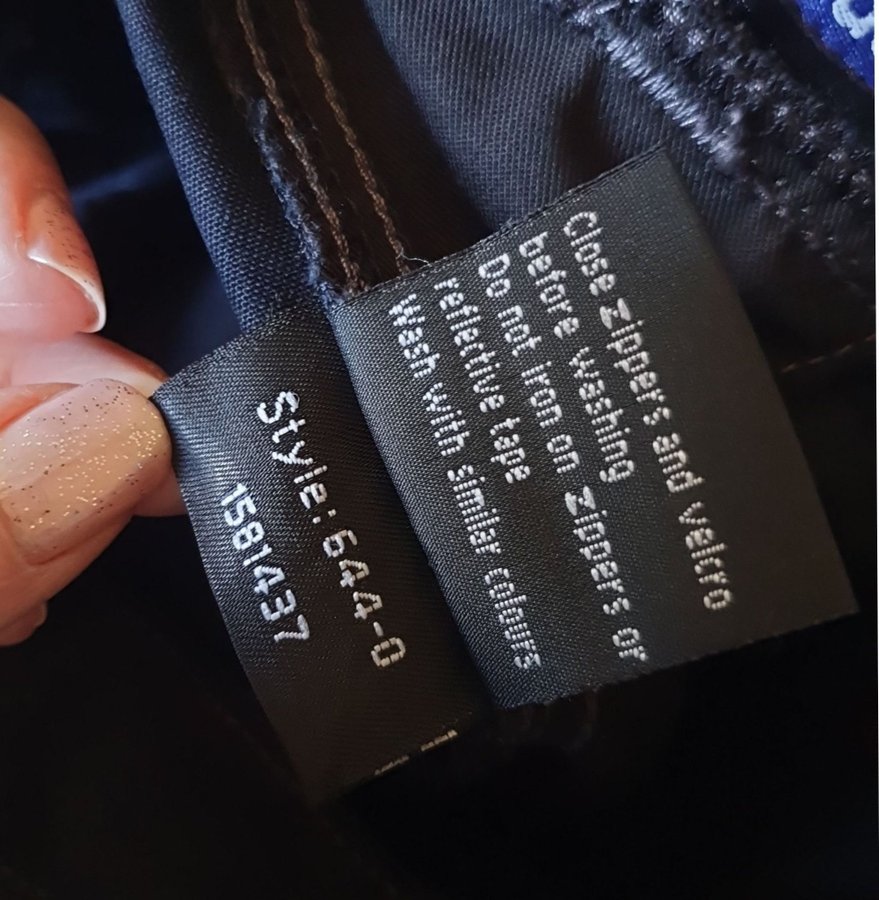 Close zippers and velcro
before washing
Do not iron on zippers or
reflective tape
Wash with similar colours
Style: 644-0
1581437